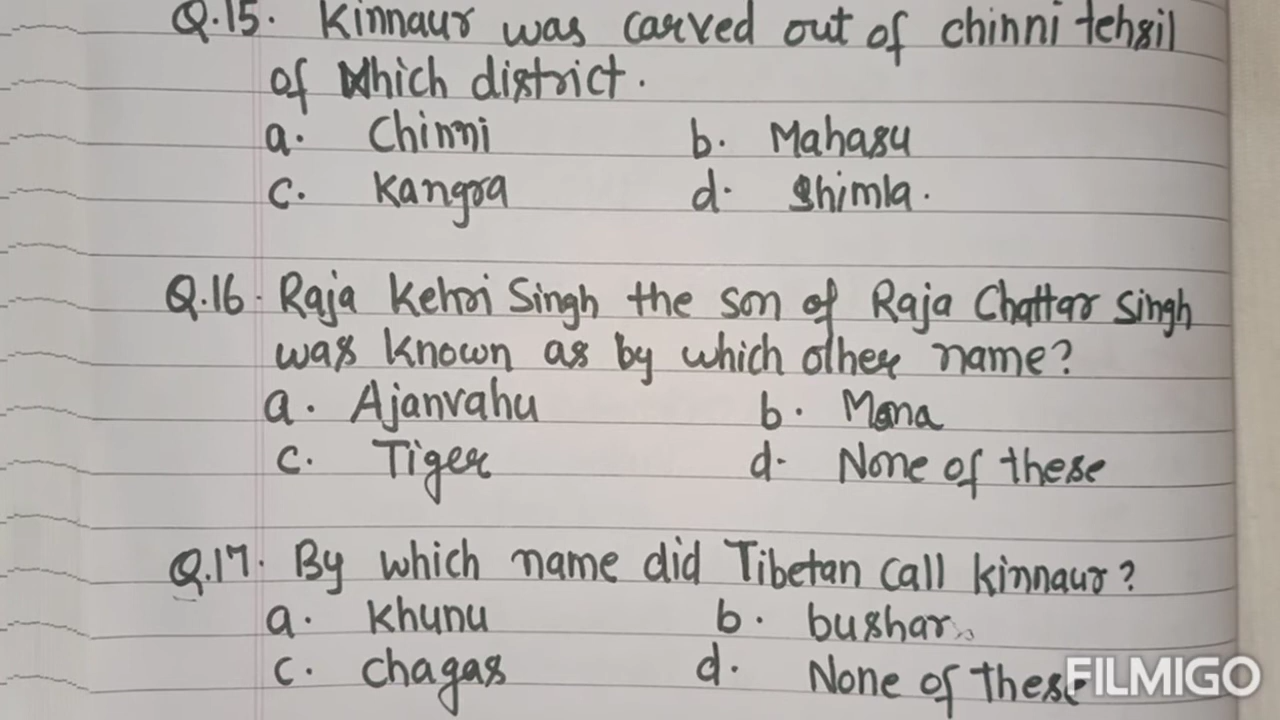 Q.15. Kinnaur was carved out of chinni tehsil
of which district.
a. Chinni b. Mahasu
c. Kangra d. Shimla.
Q.16. Raja Kehri Singh the son of Raja Chattar Singh
was known as by which other name?
a. Ajanvahu b. Mona
c. Tiger d. None of these
Q.17. By which name did Tibetan call Kinnaur?
a. Khunu b. bushar
c. chagas d. None of these
FILMIGO